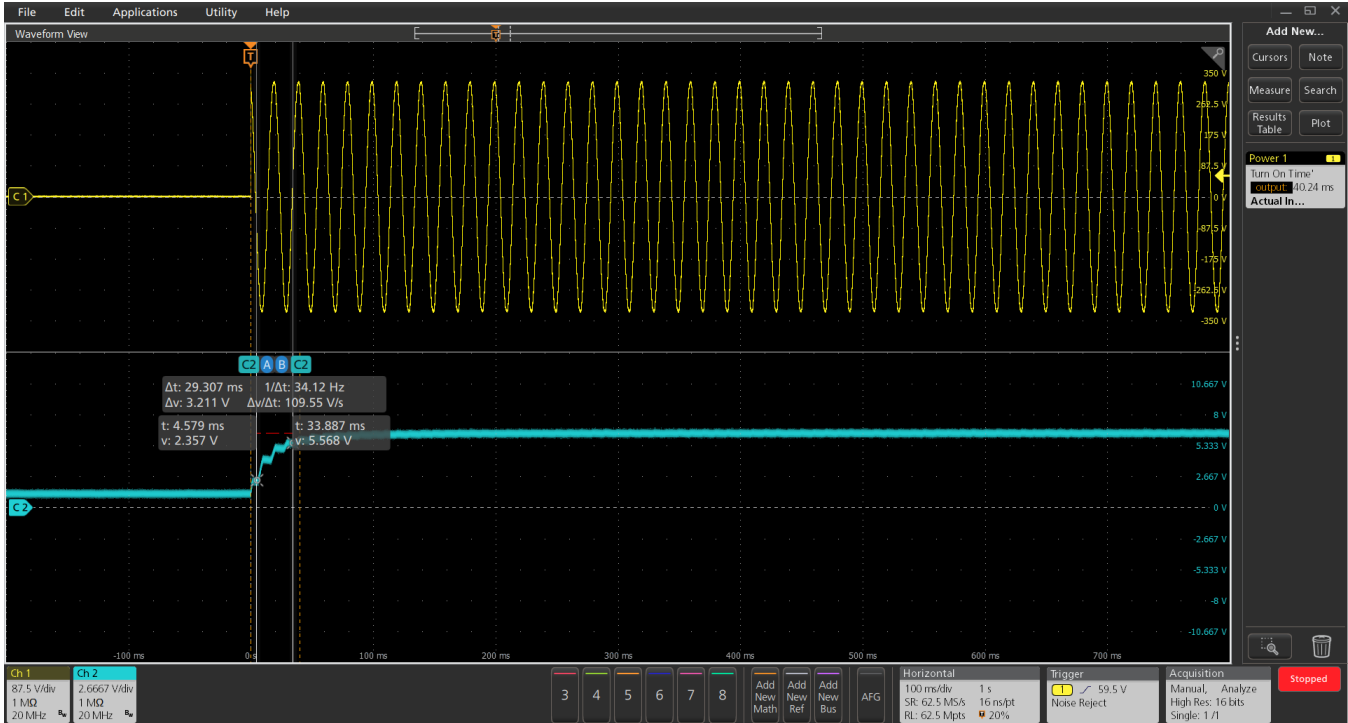 File Edit Applications Utility Help
Waveform View
Add New...
Cursors Note
Measure Search
Results Table Plot
Power 1 1
Turn On Time'
output: 40.24 ms
Actual In...
T
T
350 V
262.5 V
175 V
87.5 V
C 1
0 V
-87.5 V
-175 V
-262.5 V
-350 V
C2 A B C2
Δt: 29.307 ms 1/Δt: 34.12 Hz
Δv: 3.211 V Δv/Δt: 109.55 V/s
t: 4.579 ms
v: 2.357 V
t: 33.887 ms
v: 5.568 V
10.667 V
8 V
5.333 V
2.667 V
C 2
0 V
-2.667 V
-5.333 V
-8 V
-10.667 V
-100 ms 0 s 100 ms 200 ms 300 ms 400 ms 500 ms 600 ms 700 ms
Ch 1
87.5 V/div
1 MΩ
20 MHz Bw
Ch 2
2.6667 V/div
1 MΩ
20 MHz Bw
3 4 5 6 7 8
Add New Math
Add New Ref
Add New Bus
AFG
Horizontal
100 ms/div 1 s
SR: 62.5 MS/s 16 ns/pt
RL: 62.5 Mpts 20%
Trigger
1 59.5 V
Noise Reject
Acquisition
Manual, Analyze
High Res: 16 bits
Single: 1 /1
Stopped